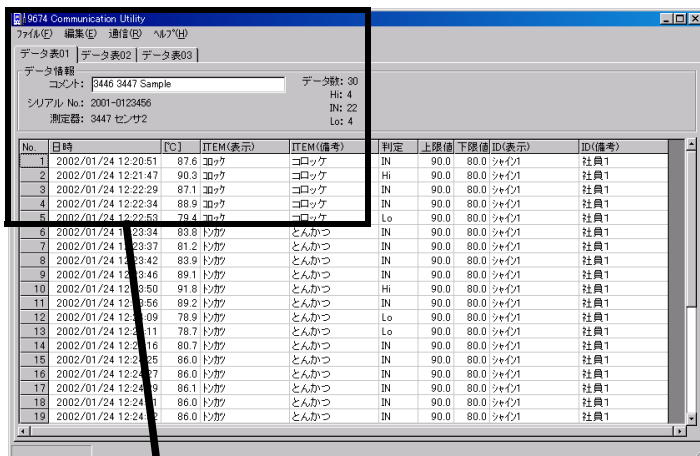 9674 Communication Utility
ﾌｧｲﾙ(F) 編集(E) 通信(R) ﾍﾙﾌﾟ(H)
データ表01 データ表02 データ表03
データ情報
コメント: 3446 3447 Sample データ数: 30
Hi: 4
シリアル No.: 2001-0123456 IN: 22
測定器: 3447 センサ2 Lo: 4
No. 日時 [℃] ITEM(表示) ITEM(備考) 判定 上限値 下限値 ID(表示) ID(備考)
1 2002/01/24 12:20:51 87.6 ｺﾛｯｹ コロッケ IN 90.0 80.0 ｼｬｲﾝ1 社員1
2 2002/01/24 12:21:47 90.3 ｺﾛｯｹ コロッケ Hi 90.0 80.0 ｼｬｲﾝ1 社員1
3 2002/01/24 12:22:29 87.1 ｺﾛｯｹ コロッケ IN 90.0 80.0 ｼｬｲﾝ1 社員1
4 2002/01/24 12:22:34 88.9 ｺﾛｯｹ コロッケ IN 90.0 80.0 ｼｬｲﾝ1 社員1
5 2002/01/24 12:22:53 79.4 ｺﾛｯｹ コロッケ Lo 90.0 80.0 ｼｬｲﾝ1 社員1
6 2002/01/24 12:23:34 83.8 ﾄﾝｶﾂ とんかつ IN 90.0 80.0 ｼｬｲﾝ1 社員1
7 2002/01/24 12:23:37 81.2 ﾄﾝｶﾂ とんかつ IN 90.0 80.0 ｼｬｲﾝ1 社員1
8 2002/01/24 12:23:42 83.9 ﾄﾝｶﾂ とんかつ IN 90.0 80.0 ｼｬｲﾝ1 社員1
9 2002/01/24 12:23:46 89.1 ﾄﾝｶﾂ とんかつ IN 90.0 80.0 ｼｬｲﾝ1 社員1
10 2002/01/24 12:23:50 91.8 ﾄﾝｶﾂ とんかつ Hi 90.0 80.0 ｼｬｲﾝ1 社員1
11 2002/01/24 12:23:56 89.2 ﾄﾝｶﾂ とんかつ IN 90.0 80.0 ｼｬｲﾝ1 社員1
12 2002/01/24 78.9 ﾄﾝｶﾂ とんかつ Lo 90.0 80.0 ｼｬｲﾝ1 社員1
13 2002/01/24 78.7 ﾄﾝｶﾂ とんかつ Lo 90.0 80.0 ｼｬｲﾝ1 社員1
14 2002/01/24 80.7 ﾄﾝｶﾂ とんかつ IN 90.0 80.0 ｼｬｲﾝ1 社員1
15 2002/01/24 86.0 ﾄﾝｶﾂ とんかつ IN 90.0 80.0 ｼｬｲﾝ1 社員1
16 2002/01/24 86.0 ﾄﾝｶﾂ とんかつ IN 90.0 80.0 ｼｬｲﾝ1 社員1
17 2002/01/24 86.1 ﾄﾝｶﾂ とんかつ IN 90.0 80.0 ｼｬｲﾝ1 社員1
18 2002/01/24 86.0 ﾄﾝｶﾂ とんかつ IN 90.0 80.0 ｼｬｲﾝ1 社員1
19 2002/01/24 86.0 ﾄﾝｶﾂ とんかつ IN 90.0 80.0 ｼｬｲﾝ1 社員1